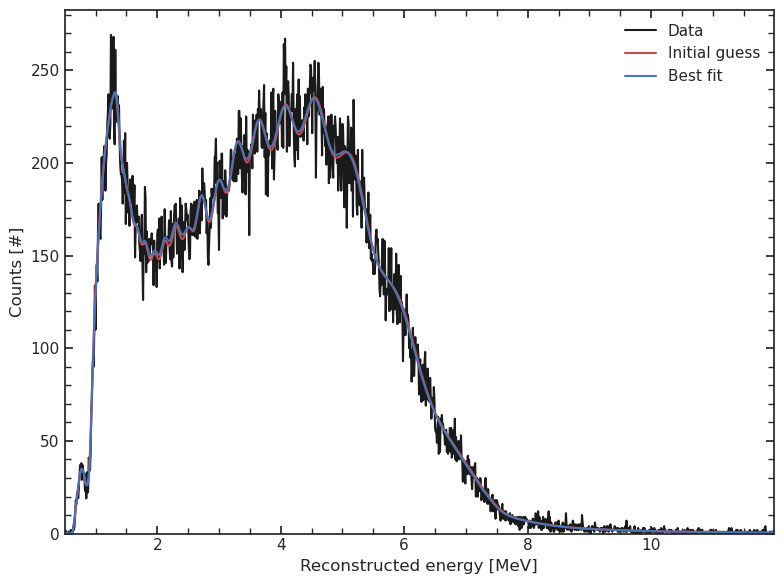 Data
Initial guess
Best fit
250
200
150
100
50
0
2 4 6 8 10
Counts [#]
Reconstructed energy [MeV]